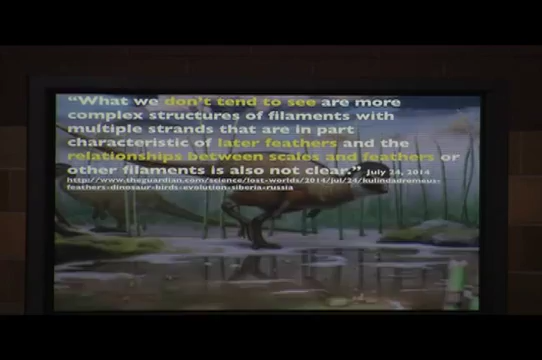 “What we don't tend to see are more
complex structures of filaments with
multiple strands that are in part
characteristic of later feathers and the
relationships between scales and feathers or
other filaments is also not clear.” July 24, 2014
http://www.theguardian.com/science/lost-worlds/2014/jul/24/kulindadromeus-
feathers-dinosaur-birds-evolution-siberia-russia